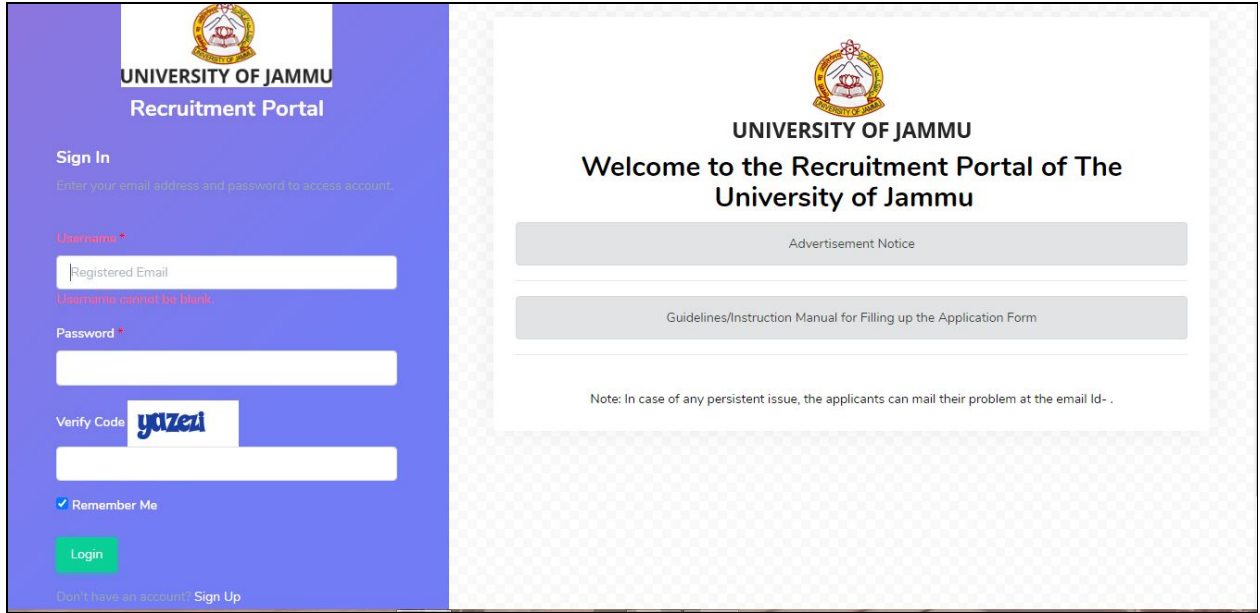 UNIVERSITY OF JAMMU
Recruitment Portal
Sign In
Enter your email address and password to access account.
Username *
Registered Email
Username cannot be blank.
Password *
Verify Code yazezi
Remember Me
Login
Don't have an account? Sign Up
UNIVERSITY OF JAMMU
Welcome to the Recruitment Portal of The
University of Jammu
Advertisement Notice
Guidelines/Instruction Manual for Filling up the Application Form
Note: In case of any persistent issue, the applicants can mail their problem at the email Id- .